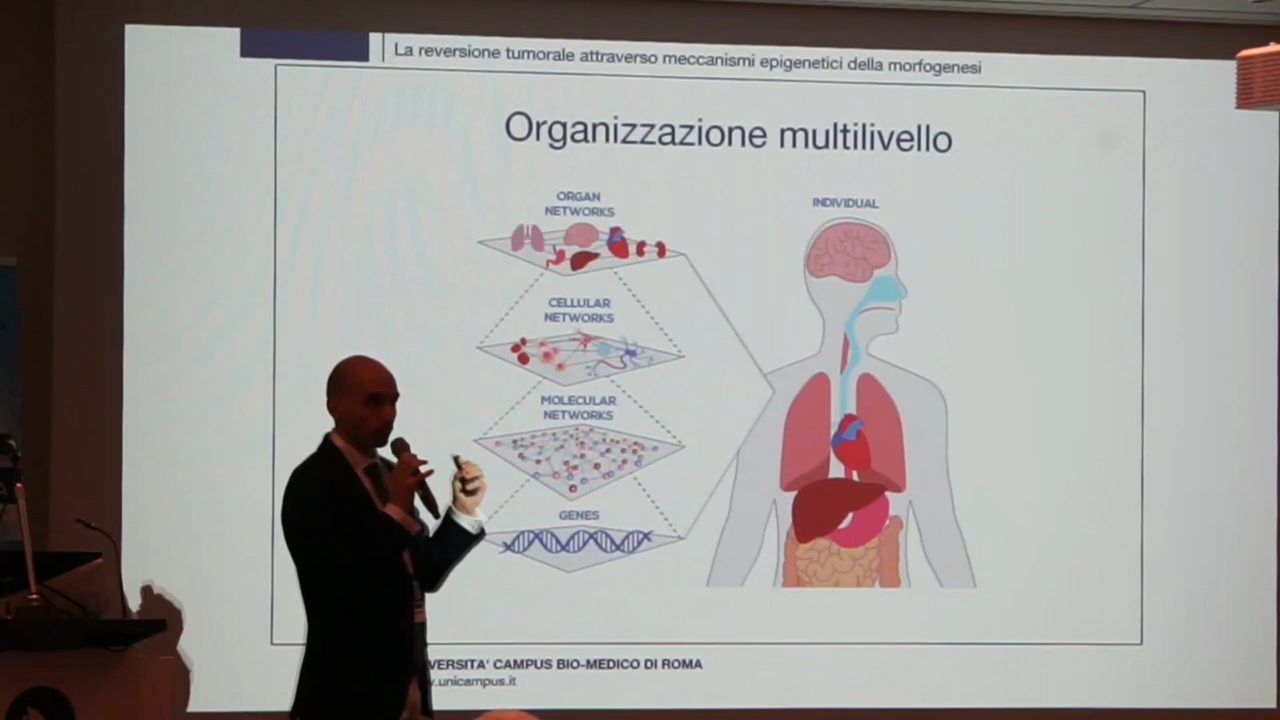 La reversione tumorale attraverso meccanismi epigenetici della morfogenesi
Organizzazione multilivello
ORGAN
NETWORKS
INDIVIDUAL
CELLULAR
NETWORKS
MOLECULAR
NETWORKS
GENES
VERSITA' CAMPUS BIO-MEDICO DI ROMA
.unicampus.it